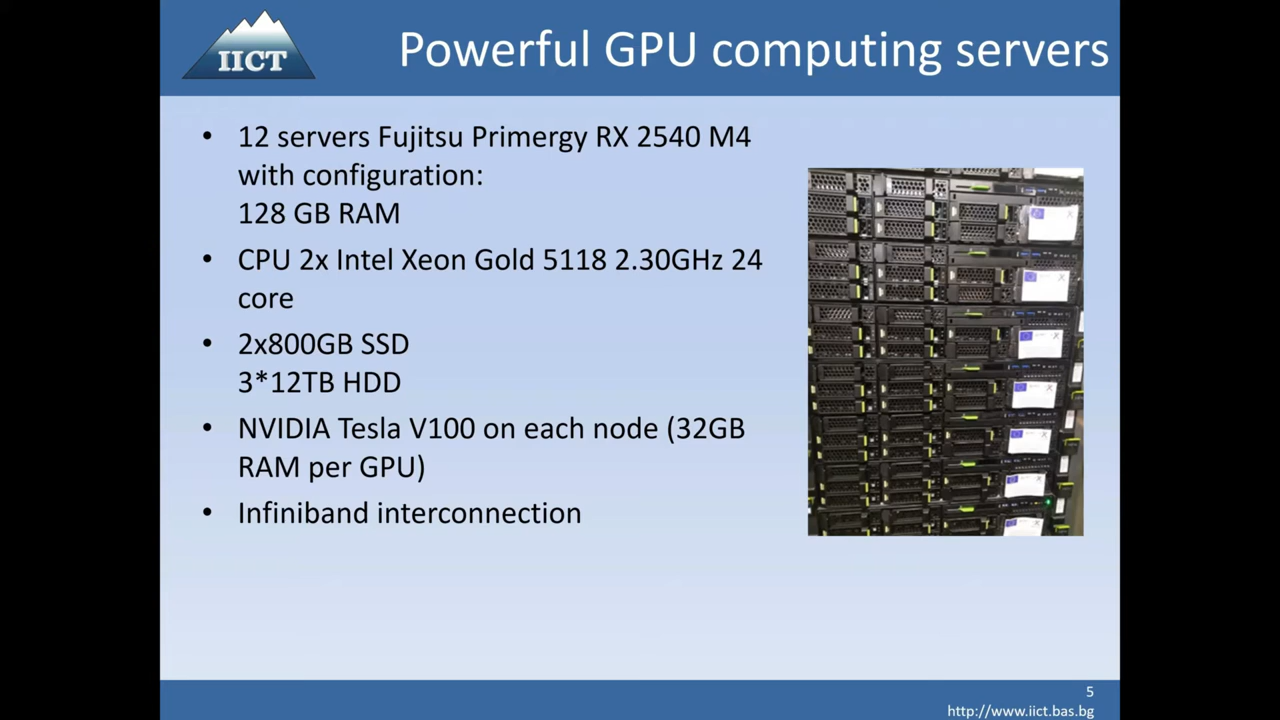 IICT
Powerful GPU computing servers
• 12 servers Fujitsu Primergy RX 2540 M4
with configuration:
128 GB RAM
• CPU 2x Intel Xeon Gold 5118 2.30GHz 24
core
• 2x800GB SSD
3*12TB HDD
• NVIDIA Tesla V100 on each node (32GB
RAM per GPU)
• Infiniband interconnection
5
http://www.iict.bas.bg